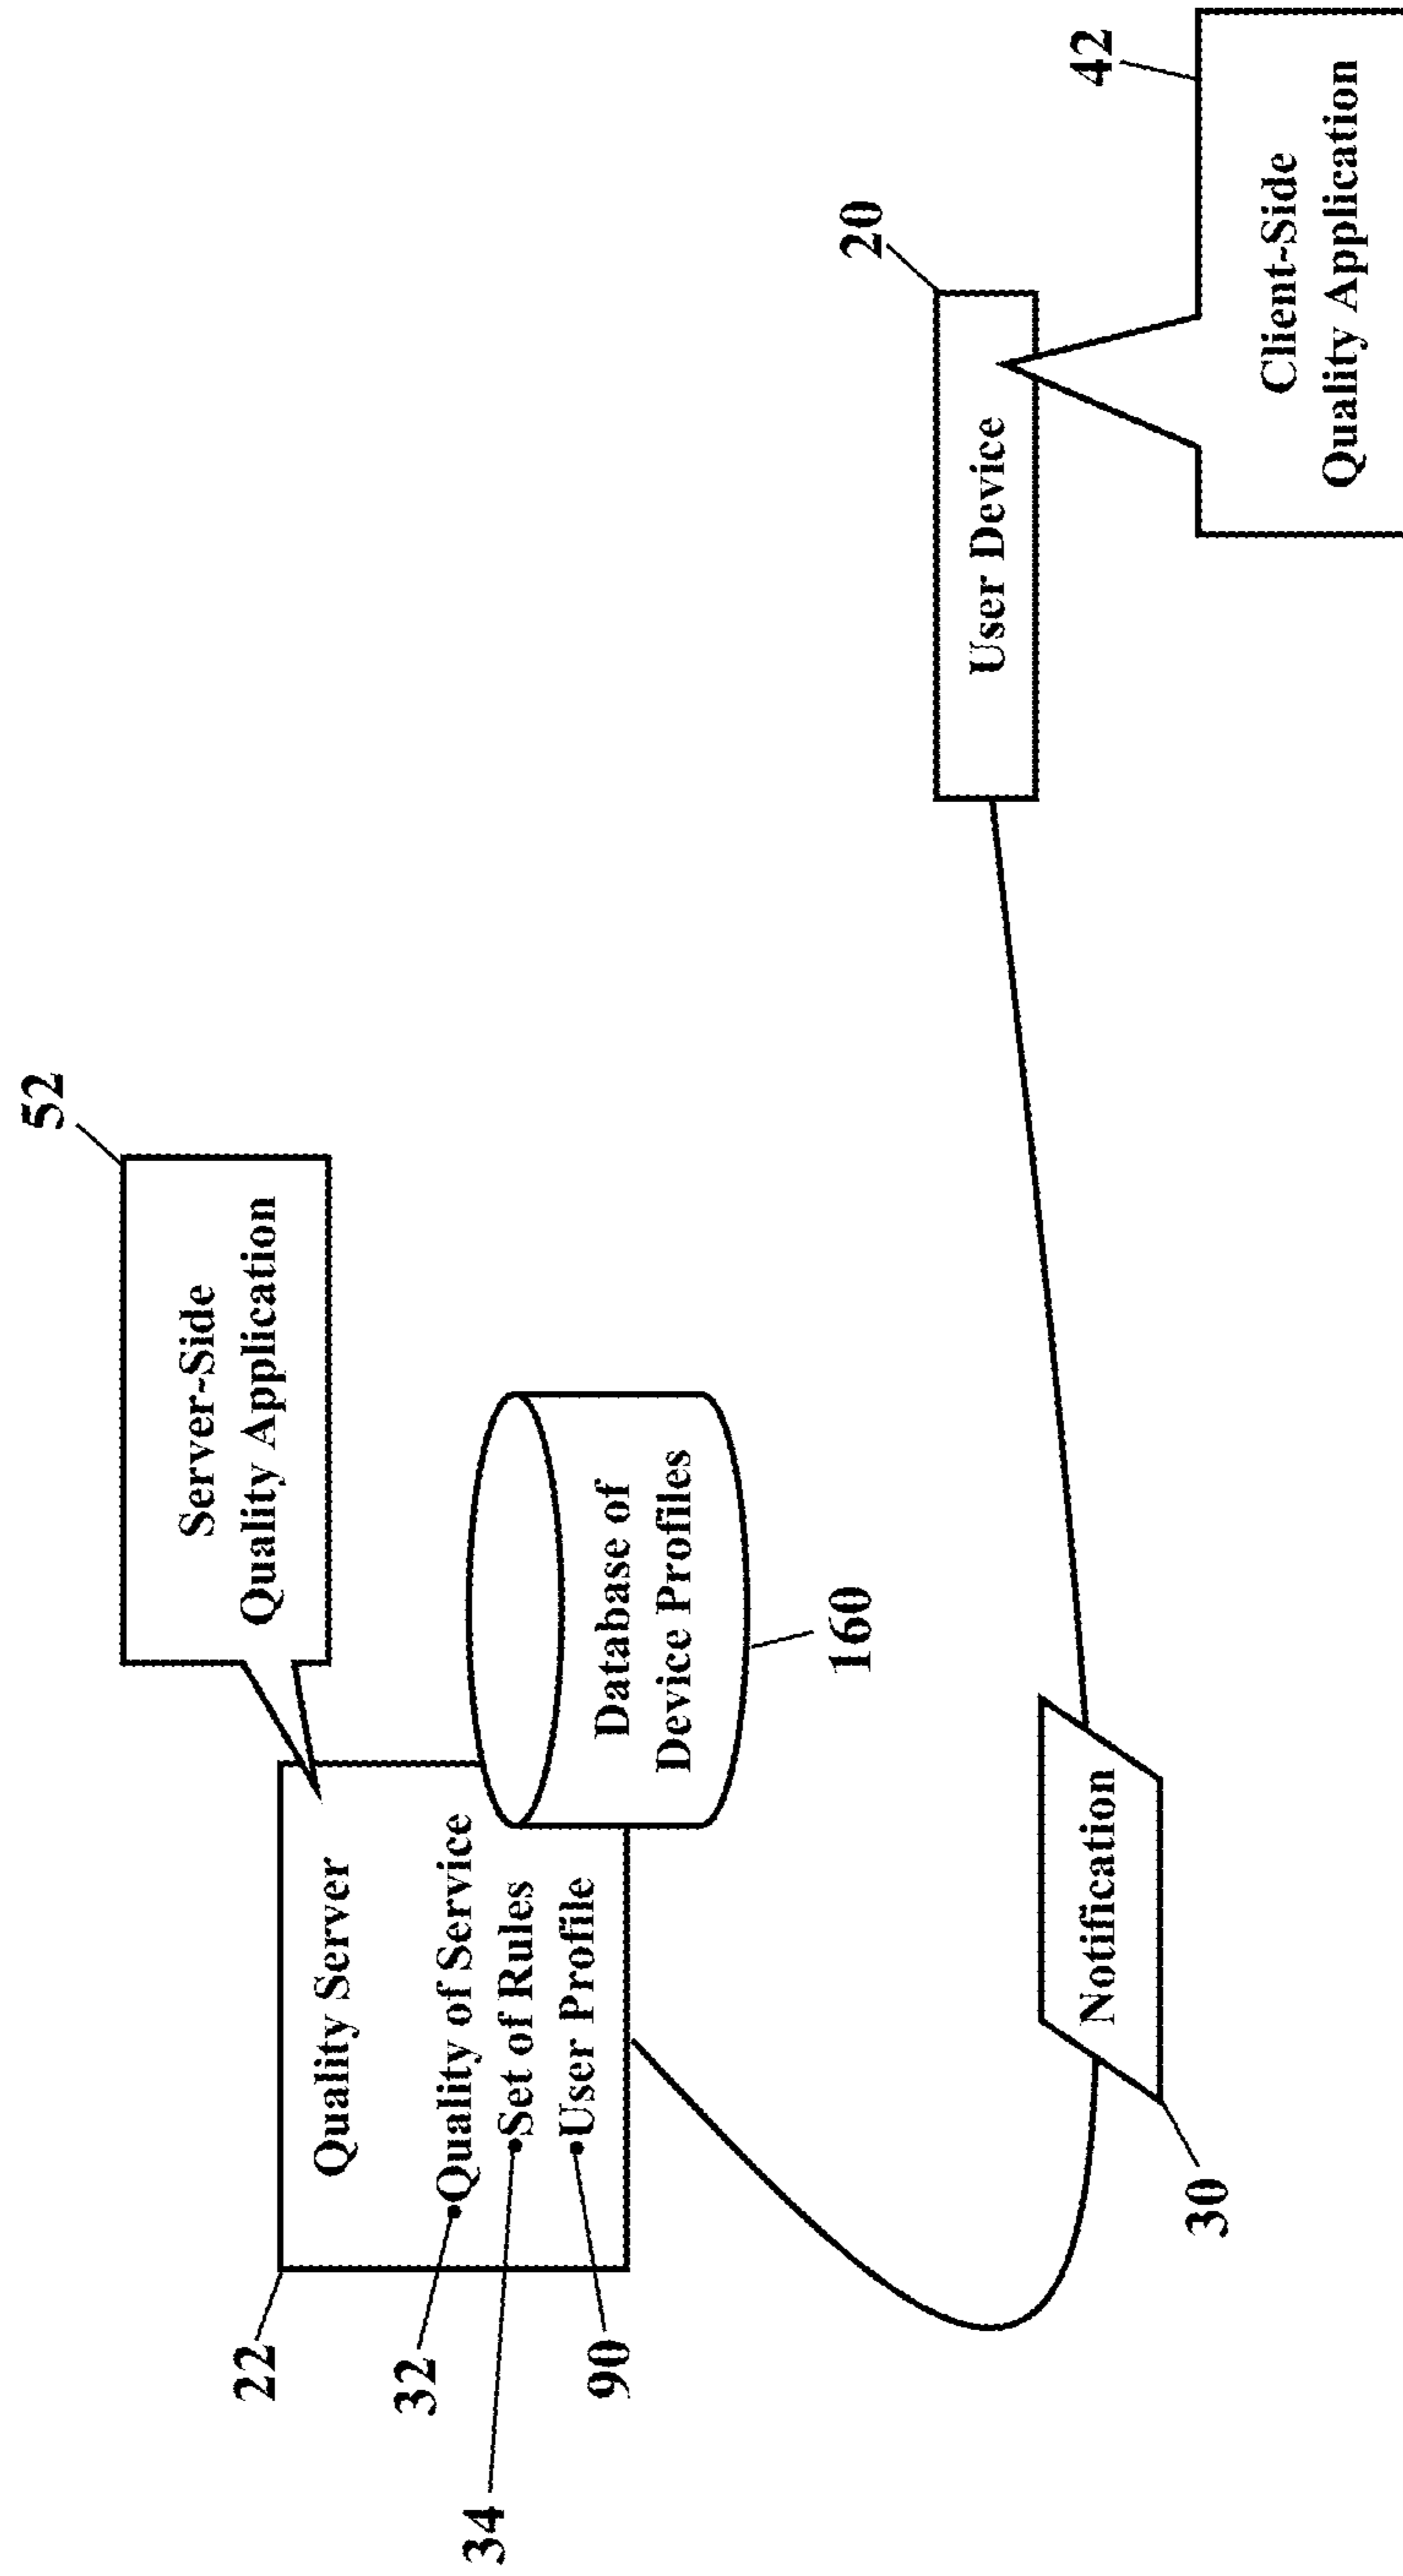 52
Server-Side
Quality Application
22
Quality Server
32
Quality of Service
34
Set of Rules
90
User Profile
Database of
Device Profiles
160
20
User Device
42
Client-Side
Quality Application
Notification
30